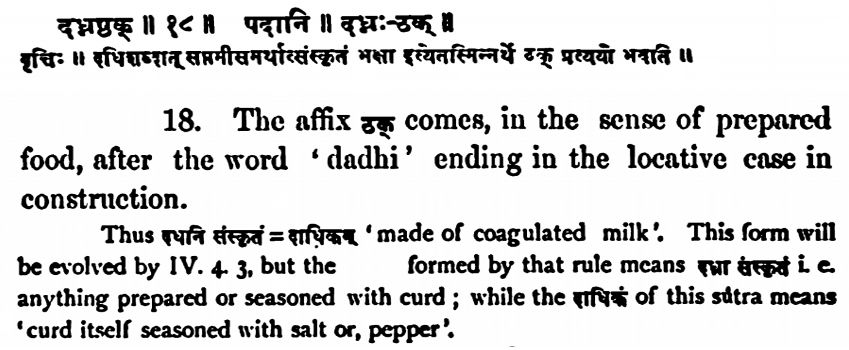 दध्नष्ठक् ॥ १८ ॥ पदानि ॥ दध्नः-ठक् ॥
वृत्तिः ॥ दधिशब्दात् सप्तमीसमर्थात्संस्कृतं भक्षा इत्येतस्मिन्नर्थे ठक् प्रत्ययो भवति ॥
18. The affix ठक् comes, in the sense of prepared
food, after the word ' dadhi ' ending in the locative case in
construction.
Thus दधनि संस्कृतं = दाधिकम् ' made of coagulated milk '. This form will
be evolved by IV. 4. 3, but the formed by that rule means दध्ना संस्कृतं i. e.
anything prepared or seasoned with curd ; while the दाधिकं of this sûtra means
' curd itself seasoned with salt or, pepper '.